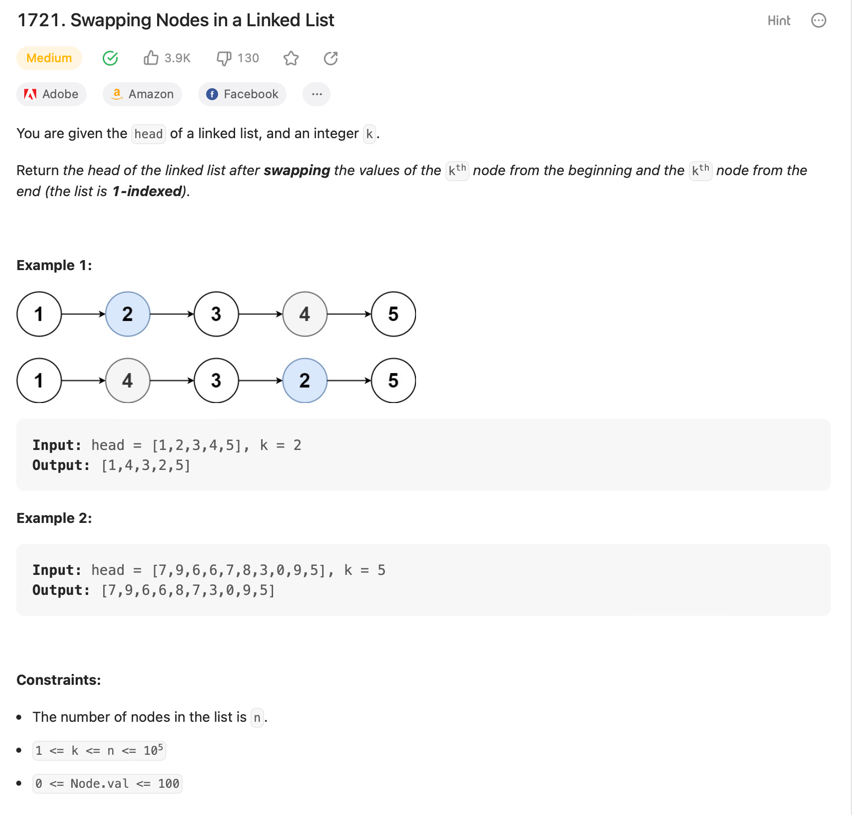 1721. Swapping Nodes in a Linked List Hint
Medium 3.9K 130
Adobe Amazon Facebook ...
You are given the head of a linked list, and an integer k.
Return the head of the linked list after swapping the values of the kᵗʰ node from the beginning and the kᵗʰ node from the
end (the list is 1-indexed).
Example 1:
1 2 3 4 5
1 4 3 2 5
Input: head = [1,2,3,4,5], k = 2
Output: [1,4,3,2,5]
Example 2:
Input: head = [7,9,6,6,7,8,3,0,9,5], k = 5
Output: [7,9,6,6,8,7,3,0,9,5]
Constraints:
• The number of nodes in the list is n.
• 1 <= k <= n <= 10⁵
• 0 <= Node.val <= 100